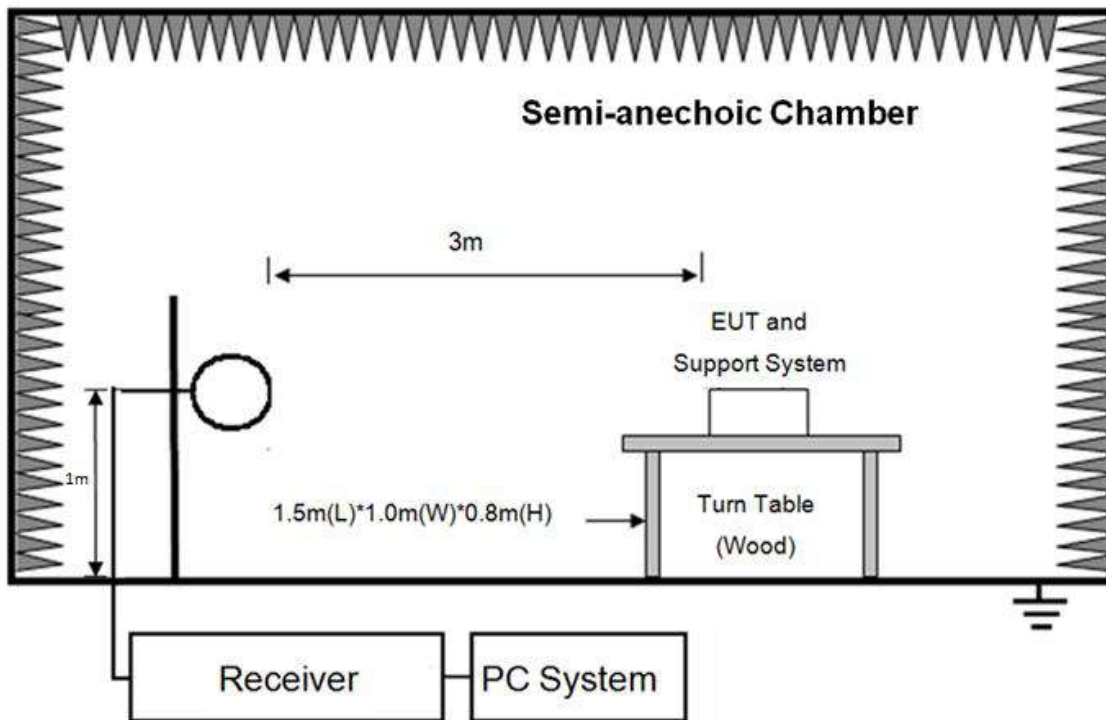 Semi-anechoic Chamber
3m
EUT and
Support System
1m
1.5m(L)*1.0m(W)*0.8m(H)
Turn Table
(Wood)
Receiver
PC System